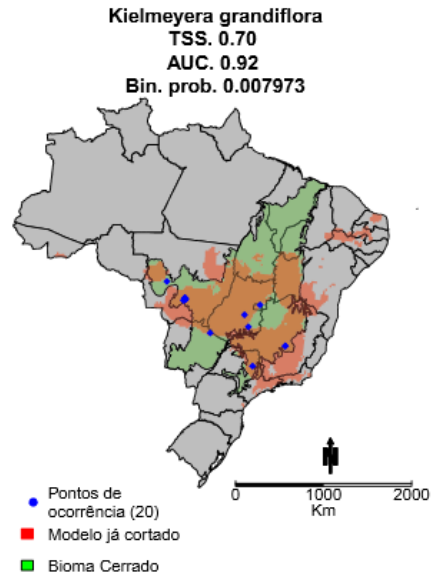 Kielmeyera grandiflora
TSS. 0.70
AUC. 0.92
Bin. prob. 0.007973
N
0 1000 2000
Km
Pontos de
ocorrência (20)
Modelo já cortado
Bioma Cerrado